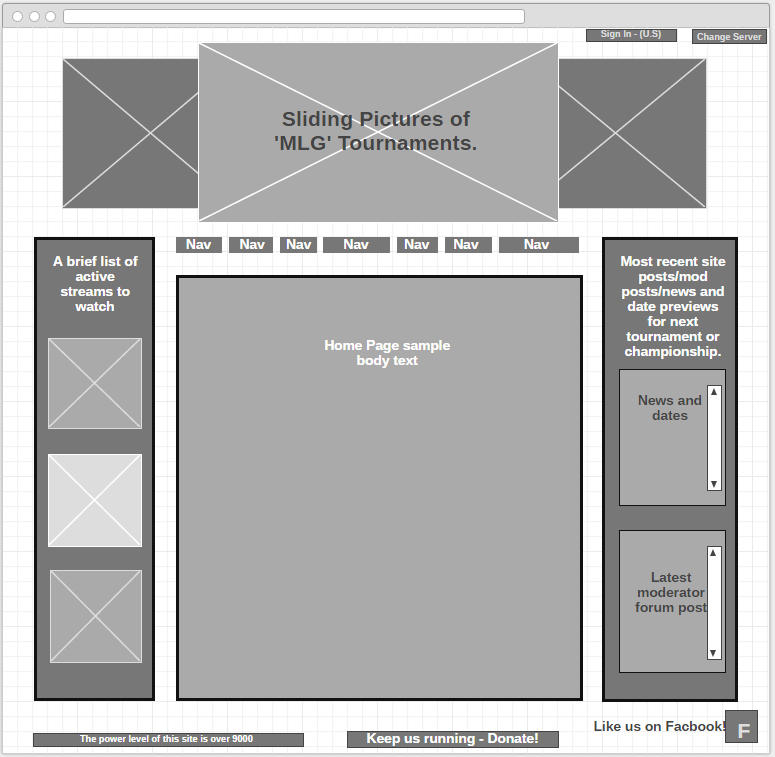 Sign In - (U.S)
Change Server
Sliding Pictures of
'MLG' Tournaments.
Nav Nav Nav Nav Nav Nav Nav
A brief list of
active
streams to
watch
Home Page sample
body text
Most recent site
posts/mod
posts/news and
date previews
for next
tournament or
championship.
News and
dates
Latest
moderator
forum post
The power level of this site is over 9000
Keep us running - Donate!
Like us on Facbook!
F